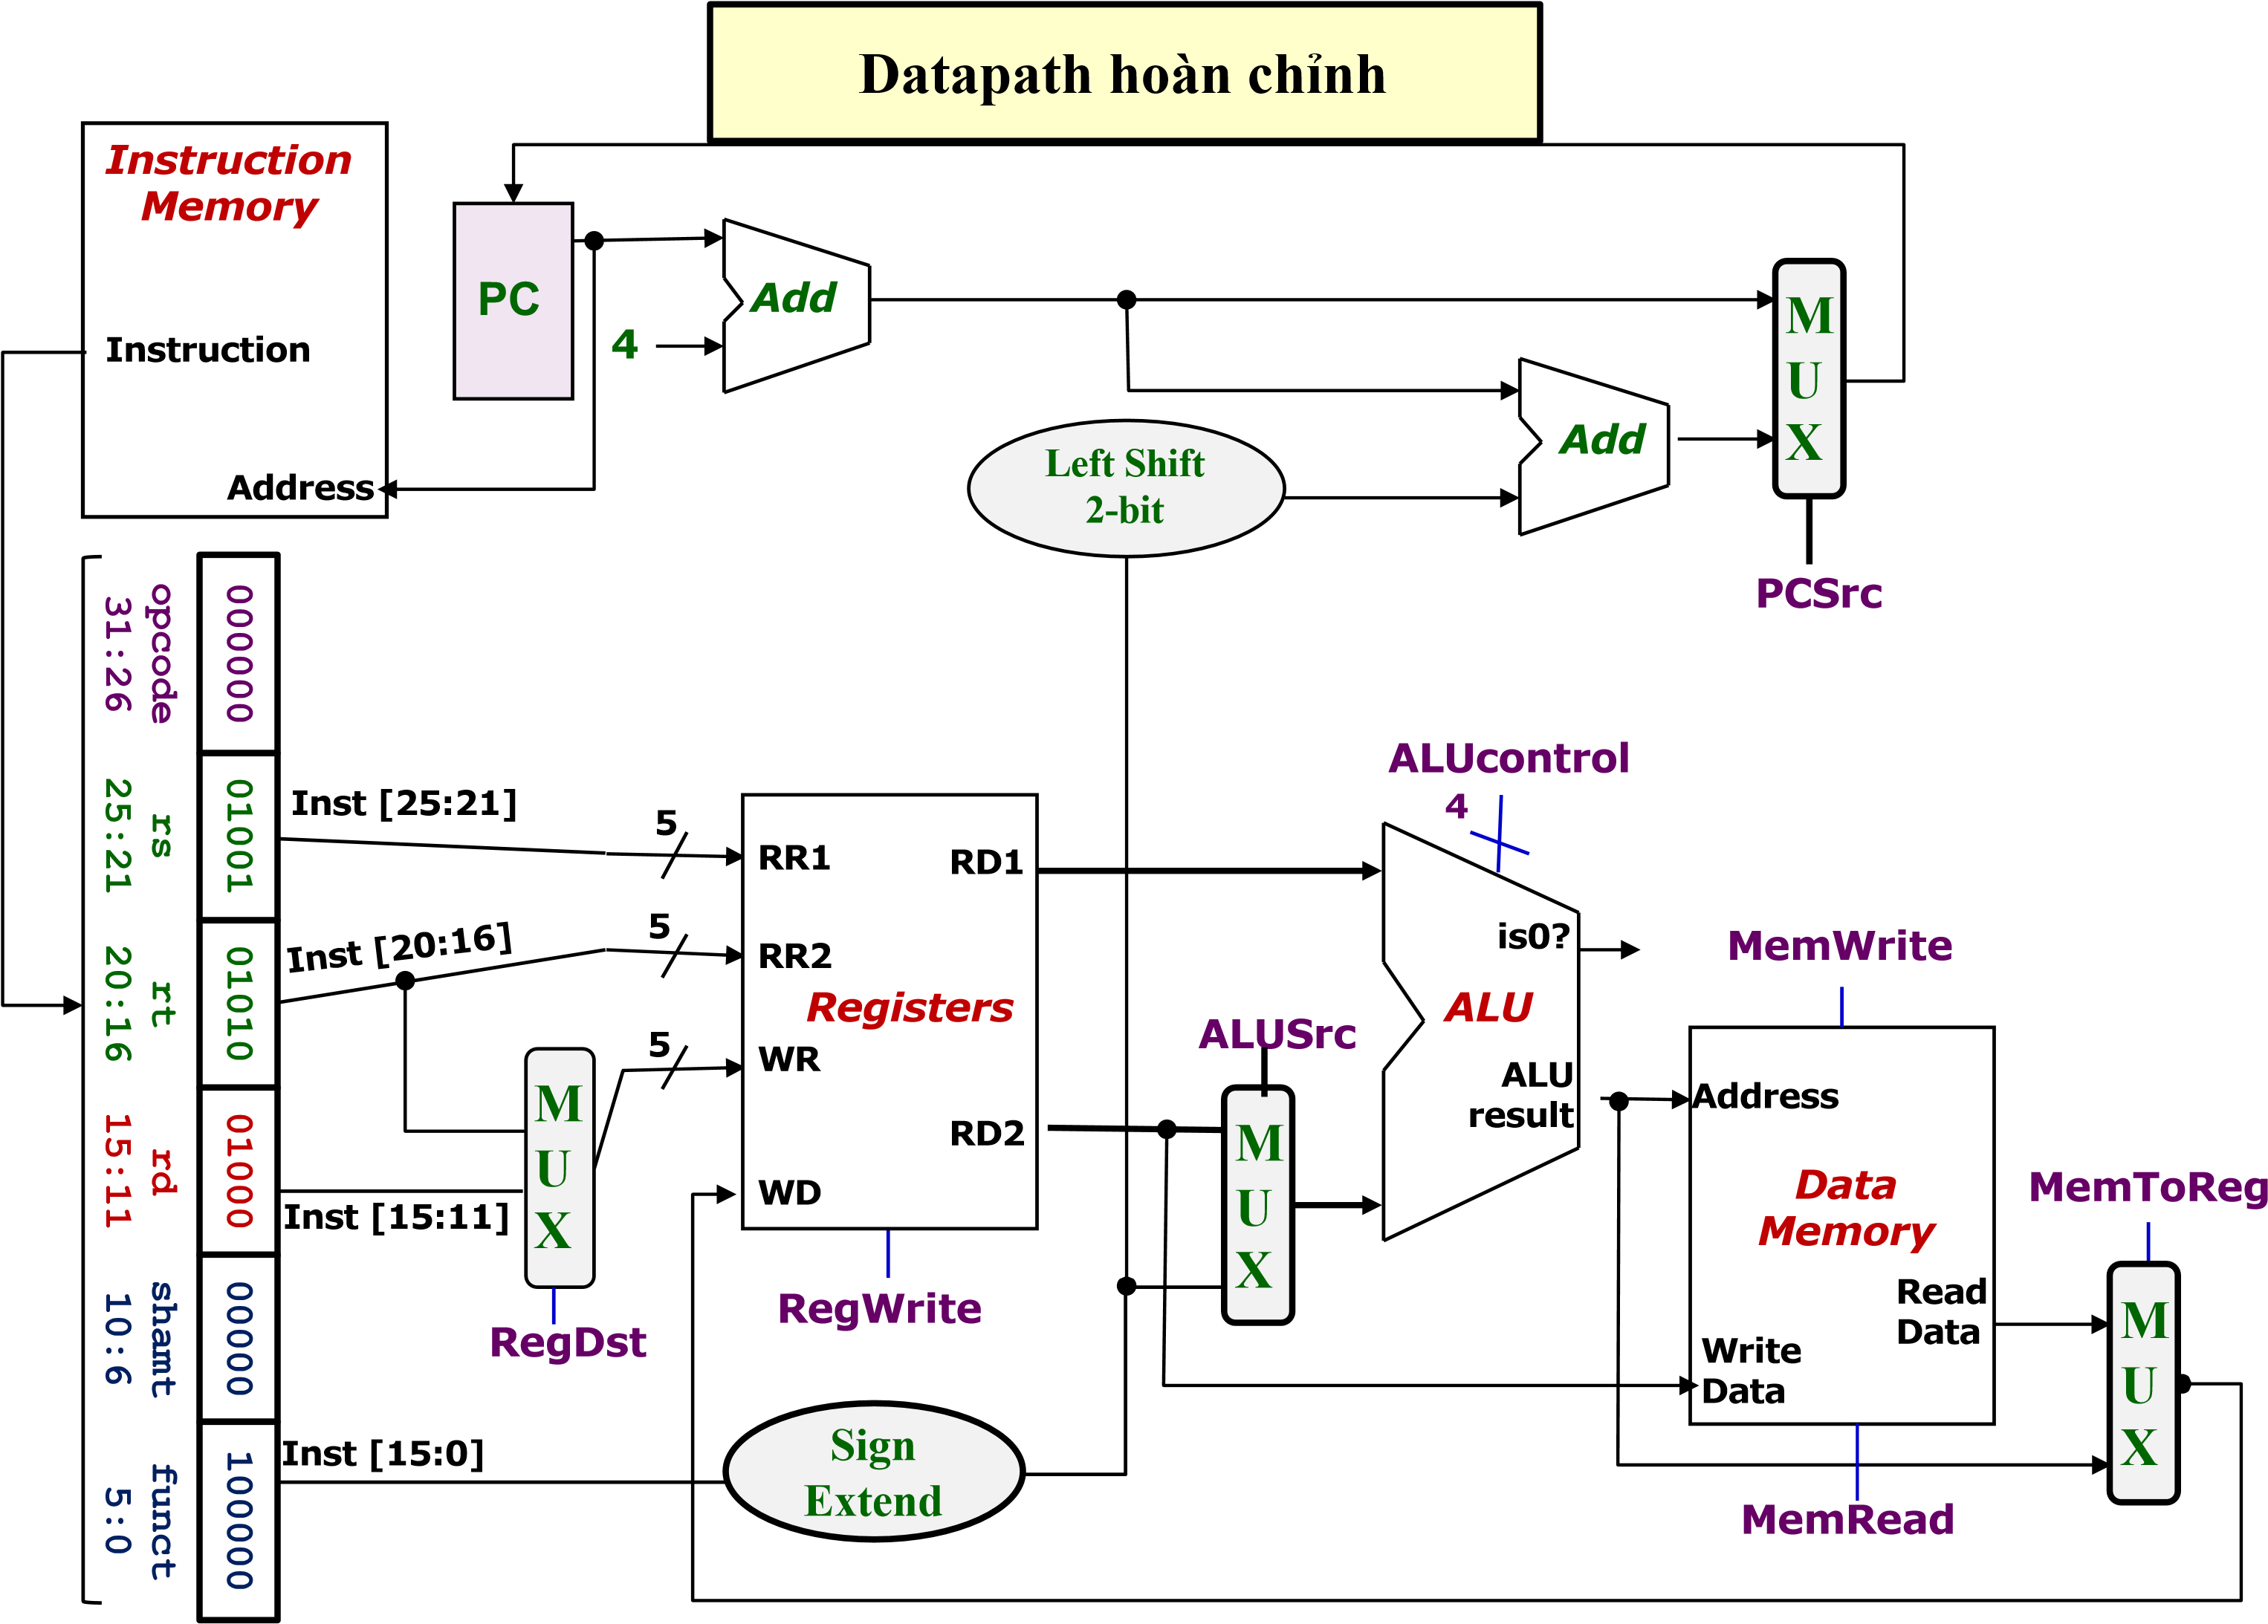 Datapath hoàn chỉnh
Instruction
Memory
Instruction
Address
PC
4
Add
Left Shift
2-bit
Add
M
U
X
PCSrc
opcode
31:26
000000
rs
25:21
01001
rt
20:16
01010
rd
15:11
01000
shamt
10:6
00000
funct
5:0
100000
Inst [25:21]
5
Inst [20:16]
5
5
Inst [15:11]
M
U
X
RegDst
Inst [15:0]
RR1
RD1
RR2
Registers
WR
RD2
WD
RegWrite
Sign
Extend
ALUSrc
M
U
X
ALUcontrol
4
is0?
ALU
ALU
result
MemWrite
Address
Data
Memory
Read
Data
Write
Data
MemRead
MemToReg
M
U
X